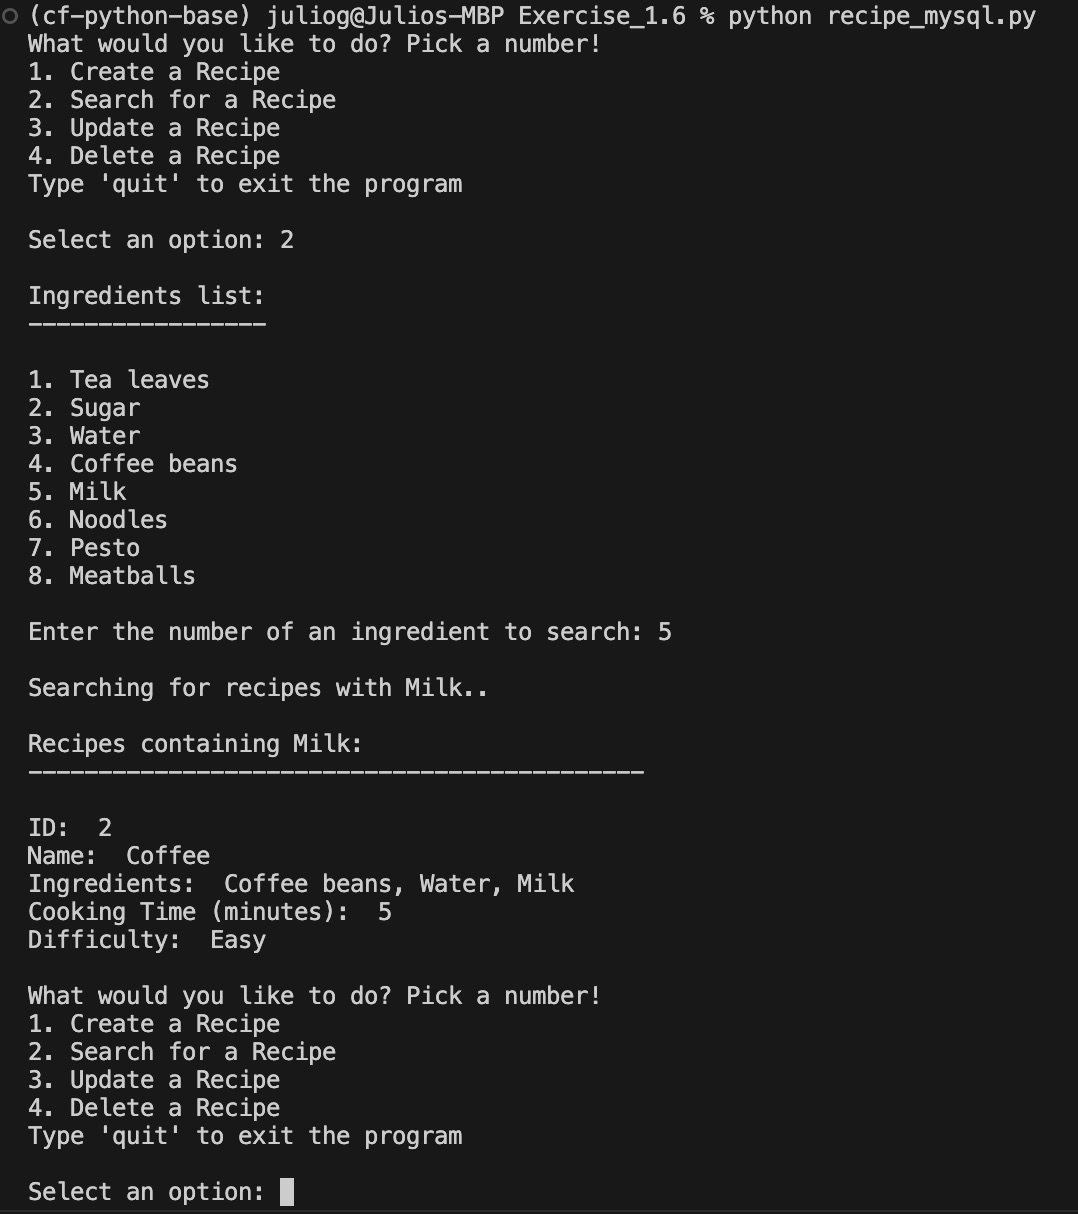 (cf-python-base) juliog@Julios-MBP Exercise_1.6 % python recipe_mysql.py
What would you like to do? Pick a number!
1. Create a Recipe
2. Search for a Recipe
3. Update a Recipe
4. Delete a Recipe
Type 'quit' to exit the program
Select an option: 2
Ingredients list:
-----------------
1. Tea leaves
2. Sugar
3. Water
4. Coffee beans
5. Milk
6. Noodles
7. Pesto
8. Meatballs
Enter the number of an ingredient to search: 5
Searching for recipes with Milk..
Recipes containing Milk:
--------------------------------------------
ID:  2
Name:  Coffee
Ingredients:  Coffee beans, Water, Milk
Cooking Time (minutes):  5
Difficulty:  Easy
What would you like to do? Pick a number!
1. Create a Recipe
2. Search for a Recipe
3. Update a Recipe
4. Delete a Recipe
Type 'quit' to exit the program
Select an option: